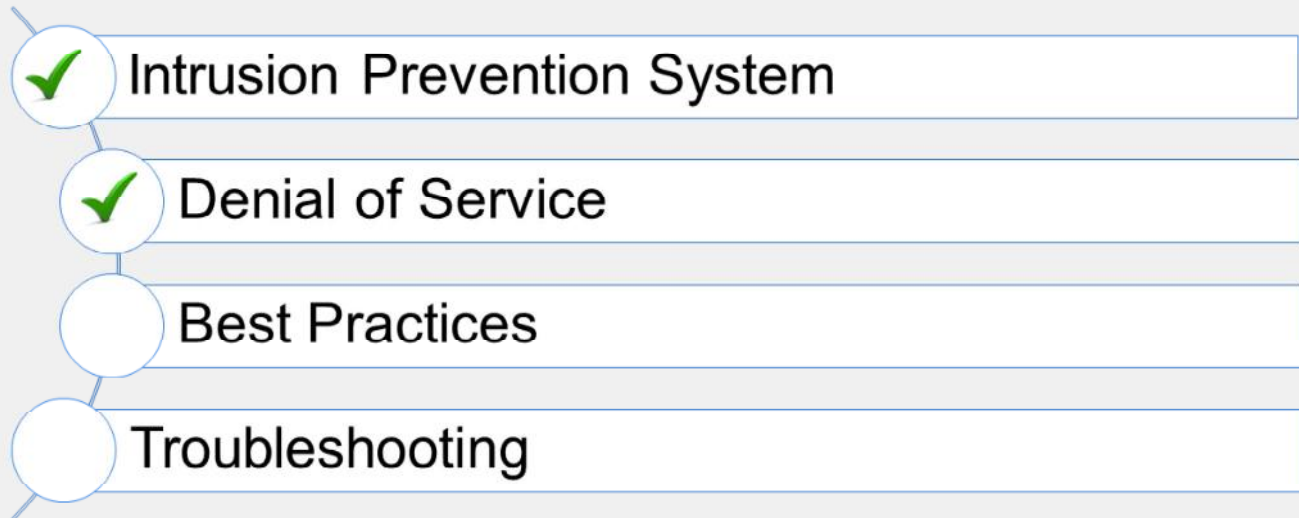 Intrusion Prevention System
Denial of Service
Best Practices
Troubleshooting